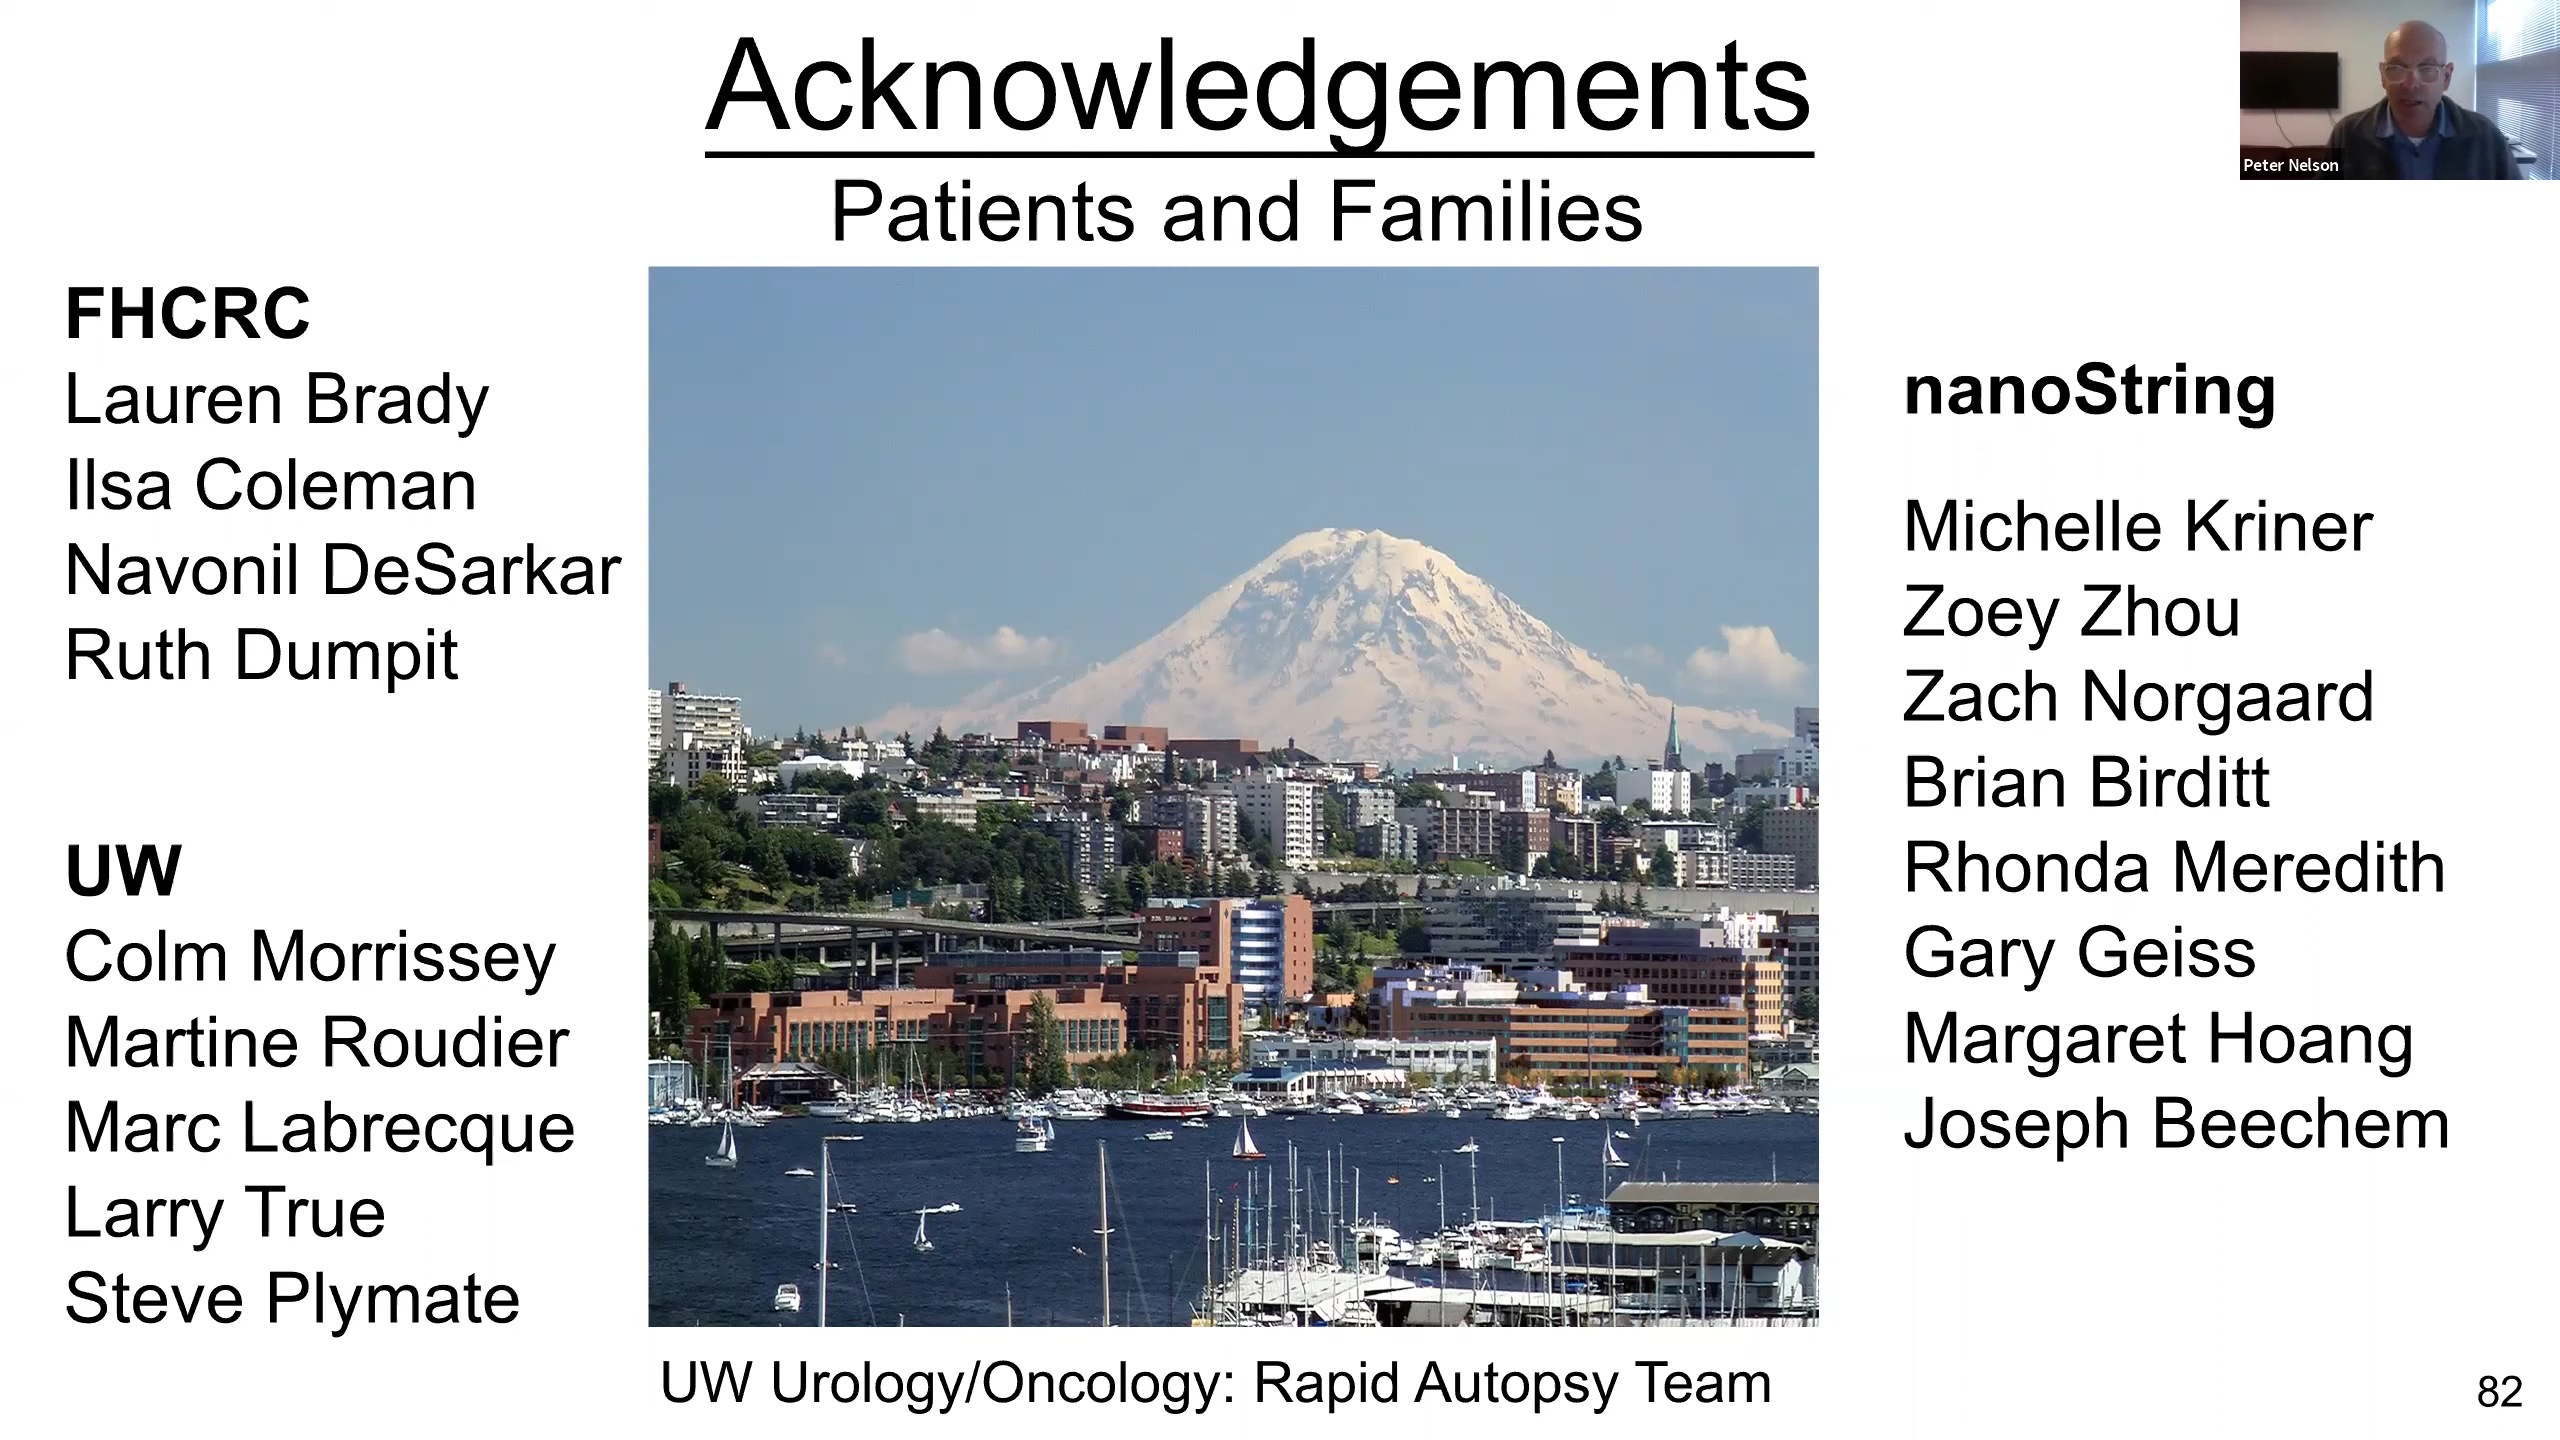 Acknowledgements
Patients and Families
Peter Nelson
FHCRC
Lauren Brady
Ilsa Coleman
Navonil DeSarkar
Ruth Dumpit
UW
Colm Morrissey
Martine Roudier
Marc Labrecque
Larry True
Steve Plymate
nanoString
Michelle Kriner
Zoey Zhou
Zach Norgaard
Brian Birditt
Rhonda Meredith
Gary Geiss
Margaret Hoang
Joseph Beechem
UW Urology/Oncology: Rapid Autopsy Team
82